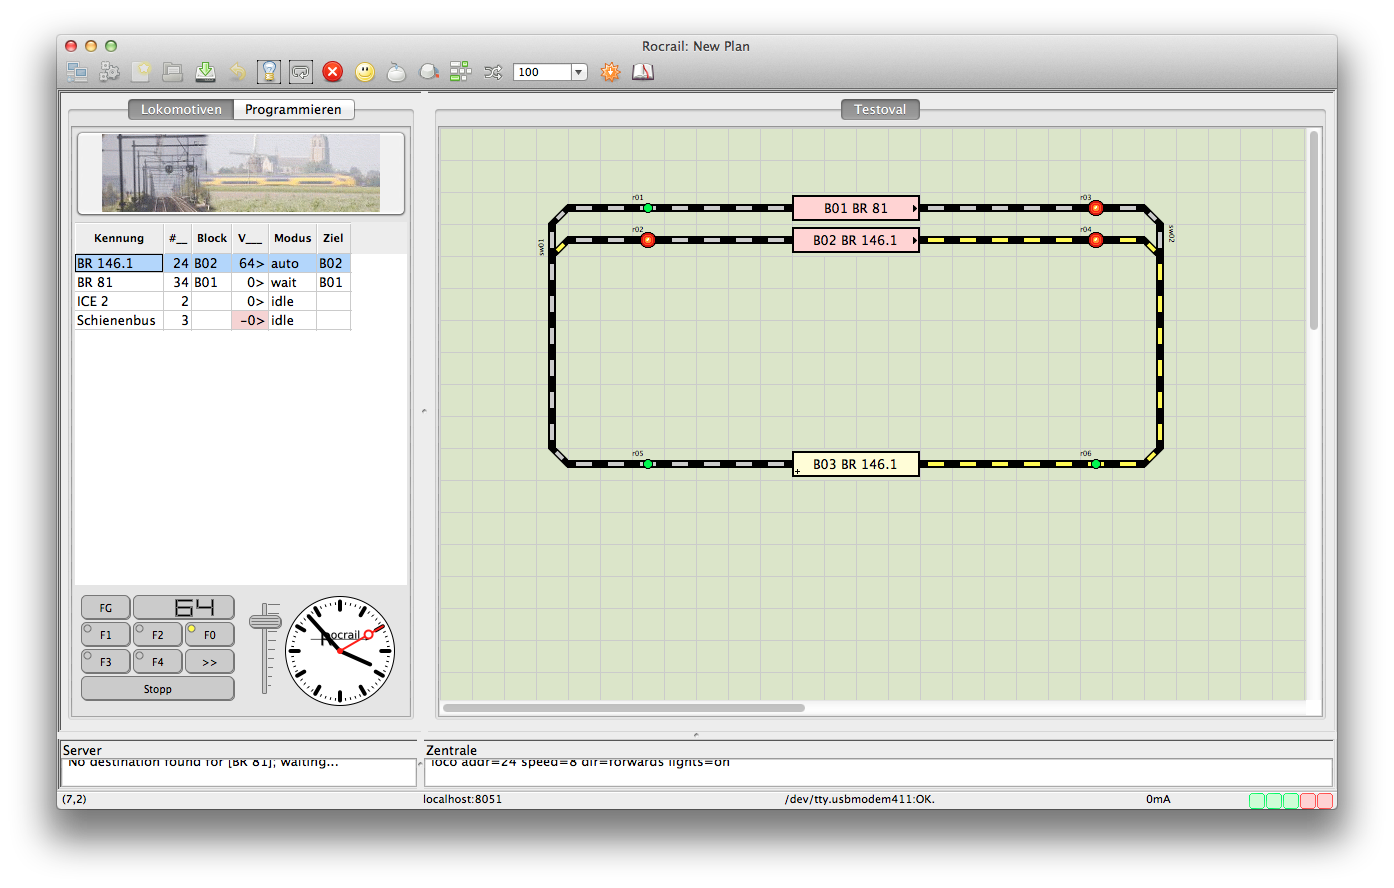 Rocrail: New Plan
100
Lokomotiven Programmieren
Testoval
Kennung #__ Block V___ Modus Ziel
BR 146.1 24 B02 64> auto B02
BR 81 34 B01 0> wait B01
ICE 2 2 0> idle
Schienenbus 3 -0> idle
r01
B01 BR 81
r03
r02
B02 BR 146.1
r04
sw01
sw02
r05
B03 BR 146.1
r06
+
FG 64
F1 F2 F0
F3 F4 >>
Stopp
rocrail
Server
No destination found for [BR 81]; waiting...
Zentrale
loco addr=24 speed=8 dir=forwards lights=on
(7,2) localhost:8051 /dev/tty.usbmodem411:OK. 0mA